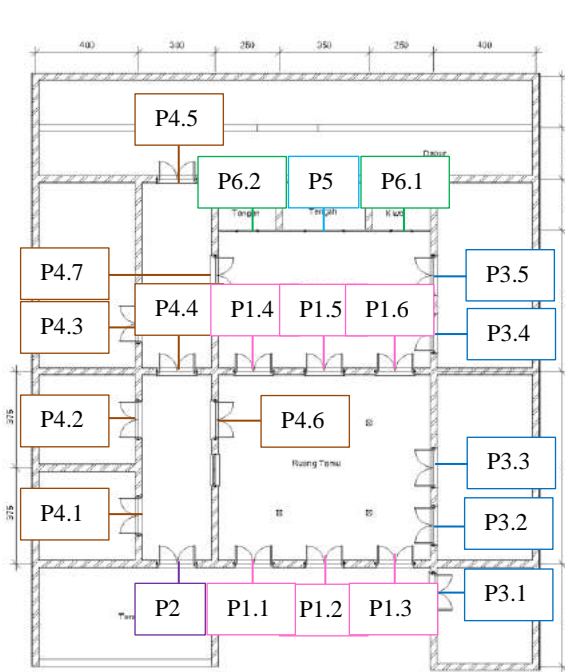 400 300 250 350 250 400
P4.5
Dapur
P6.2 P5 P6.1
Tengah
P4.7 P3.5
P4.4 P1.4 P1.5 P1.6
P4.3 P3.4
P4.2 P4.6
375
Ruang Tamu
P3.3
P4.1 P3.2
375
P3.1
P2 P1.1 P1.2 P1.3